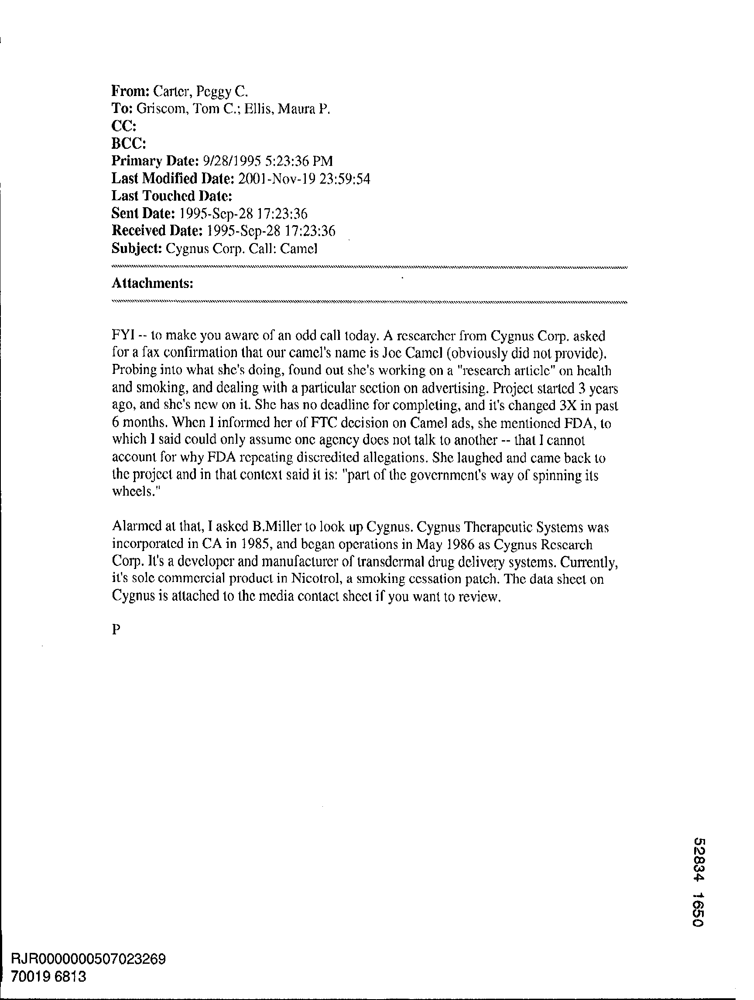 From: Carter, Peggy C.
To: Griscom, Tom C.; Ellis, Maura P.
CC:
BCC:
Primary Date: 9/28/1995 5:23:36 PM
Last Modified Date: 2001-Nov-19 23:59:54
Last Touched Date:
Sent Date: 1995-Sep-28 17:23:36
Received Date: 1995-Sep-28 17:23:36
Subject: Cygnus Corp. Call: Camel
Attachments:
FYI -- to make you aware of an odd call today. A researcher from Cygnus Corp. asked
for a fax confirmation that our camel's name is Joe Camel (obviously did not provide).
Probing into what she's doing, found out she's working on a "research article" on health
and smoking, and dealing with a particular section on advertising. Project started 3 years
ago, and she's new on it. She has no deadline for completing, and it's changed 3X in past
6 months. When I informed her of FTC decision on Camel ads, she mentioned FDA, to
which I said could only assume one agency does not talk to another -- that I cannot
account for why FDA repeating discredited allegations. She laughed and came back to
the project and in that context said it is: "part of the government's way of spinning its
wheels."
Alarmed at that, I asked B.Miller to look up Cygnus. Cygnus Therapeutic Systems was
incorporated in CA in 1985, and began operations in May 1986 as Cygnus Research
Corp. It's a developer and manufacturer of transdermal drug delivery systems. Currently,
it's sole commercial product in Nicotrol, a smoking cessation patch. The data sheet on
Cygnus is attached to the media contact sheet if you want to review.
P
52834 1650
RJR0000000507023269
70019 6813